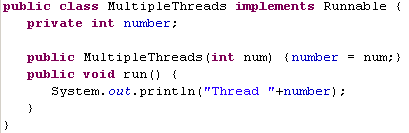 public class MultipleThreads implements Runnable {
private int number;
public MultipleThreads(int num) {number = num;}
public void run() {
System.out.println("Thread "+number);
}
}